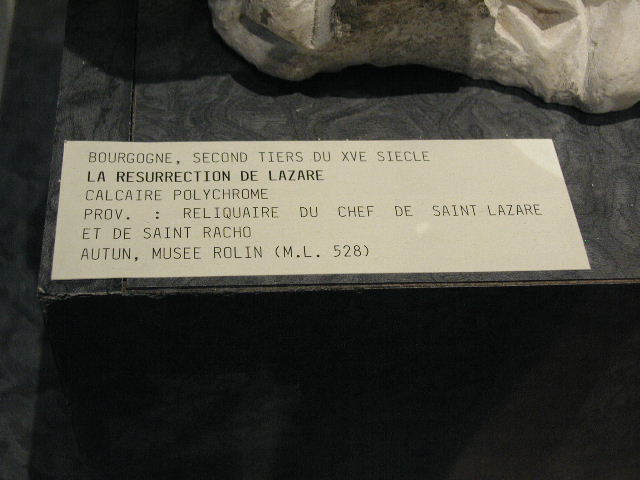 BOURGOGNE, SECOND TIERS DU XVE SIECLE
LA RESURRECTION DE LAZARE
CALCAIRE POLYCHROME
PROV. : RELIQUAIRE DU CHEF DE SAINT-LAZARE
ET DE SAINT RACHO
AUTUN, MUSEE ROLIN (M.L. 528)